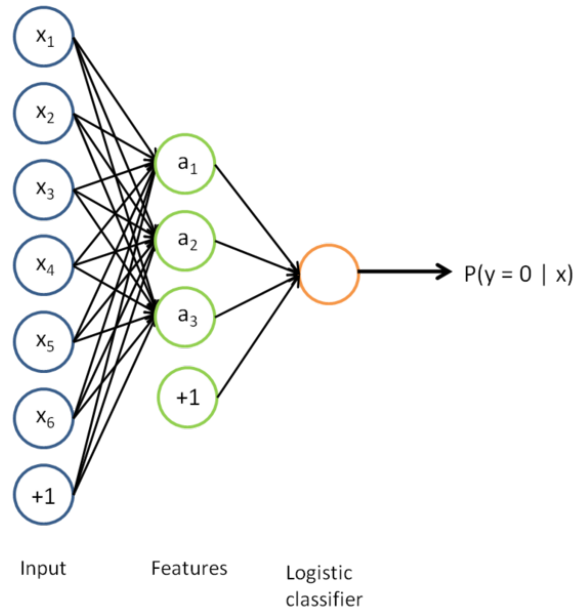 x₁
x₂
x₃
x₄
x₅
x₆
+1
a₁
a₂
a₃
+1
P(y = 0 | x)
Input
Features
Logistic
classifier